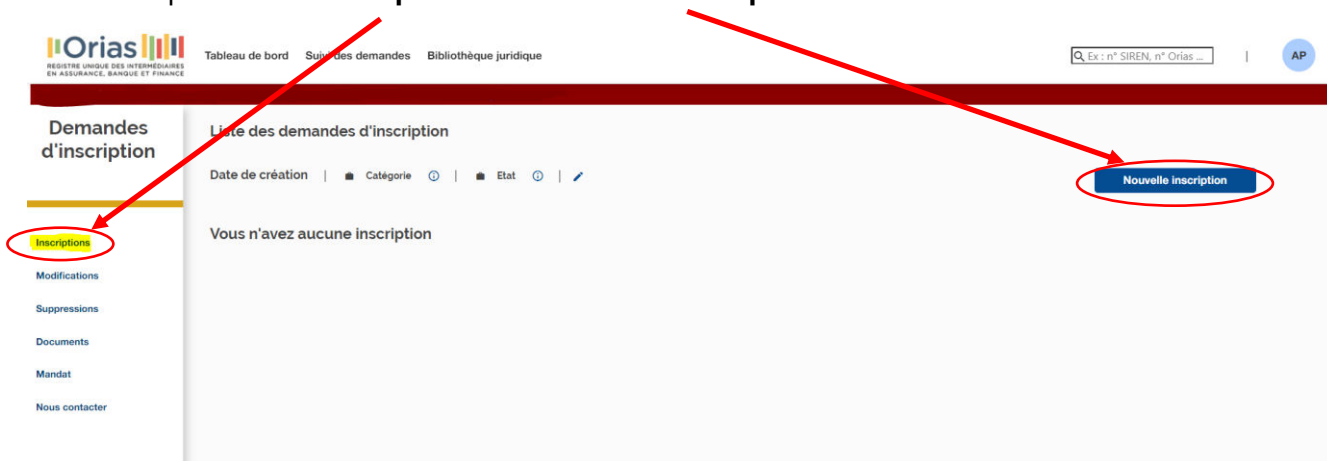 Orias
REGISTRE UNIQUE DES INTERMÉDIAIRES
EN ASSURANCE, BANQUE ET FINANCE
Tableau de bord Suivi des demandes Bibliothèque juridique
Ex : n° SIREN, n° Orias ... | AP
Demandes
d'inscription
Liste des demandes d'inscription
Date de création | Catégorie | Etat |
Nouvelle inscription
Vous n'avez aucune inscription
Inscriptions
Modifications
Suppressions
Documents
Mandat
Nous contacter